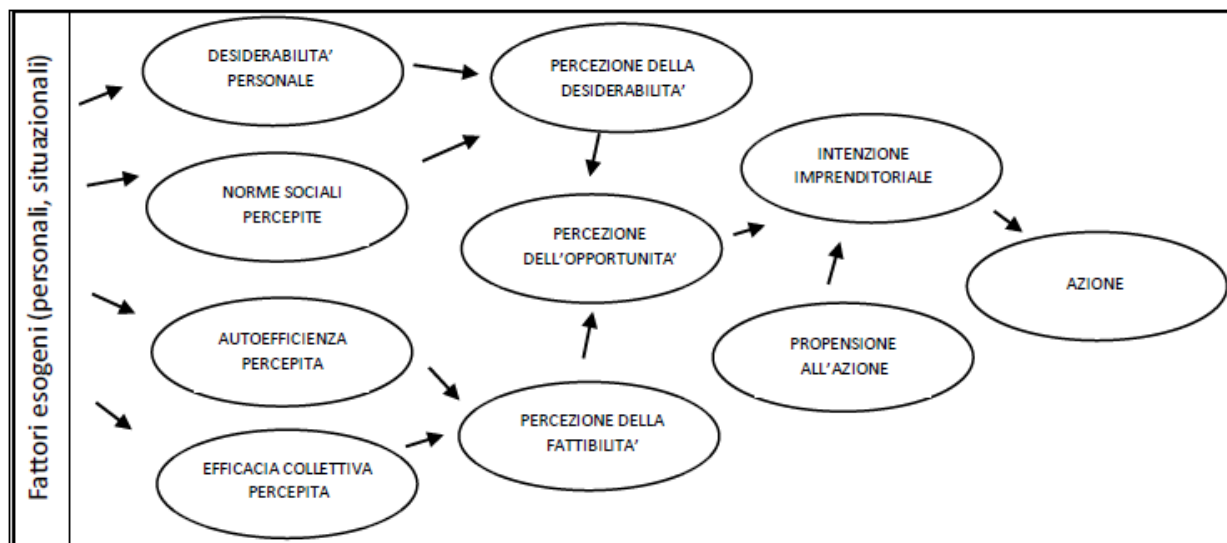 Fattori esogeni (personali, situazionali)
DESIDERABILITA’
PERSONALE
NORME SOCIALI
PERCEPITE
AUTOEFFICIENZA
PERCEPITA
EFFICACIA COLLETTIVA
PERCEPITA
PERCEZIONE DELLA
DESIDERABILITA’
PERCEZIONE
DELL’OPPORTUNITA’
PERCEZIONE DELLA
FATTIBILITA’
INTENZIONE
IMPRENDITORIALE
PROPENSIONE
ALL’AZIONE
AZIONE